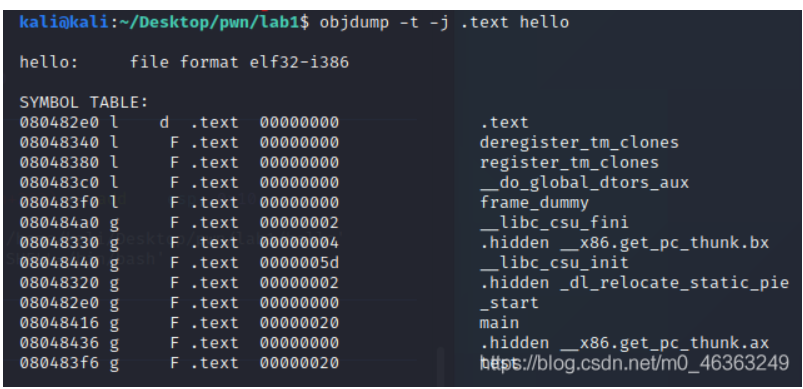 kali@kali:~/Desktop/pwn/lab1$ objdump -t -j .text hello
hello:     file format elf32-i386
SYMBOL TABLE:
080482e0 l    d  .text  00000000              .text
08048340 l     F .text  00000000              deregister_tm_clones
08048380 l     F .text  00000000              register_tm_clones
080483c0 l     F .text  00000000              __do_global_dtors_aux
080483f0 l     F .text  00000000              frame_dummy
080484a0 g     F .text  00000002              __libc_csu_fini
08048330 g     F .text  00000004              .hidden __x86.get_pc_thunk.bx
08048440 g     F .text  0000005d              __libc_csu_init
08048320 g     F .text  00000002              .hidden _dl_relocate_static_pie
080482e0 g     F .text  00000000              _start
08048416 g     F .text  00000020              main
08048436 g     F .text  00000000              .hidden __x86.get_pc_thunk.ax
080483f6 g     F .text  00000020
https://blog.csdn.net/m0_46363249